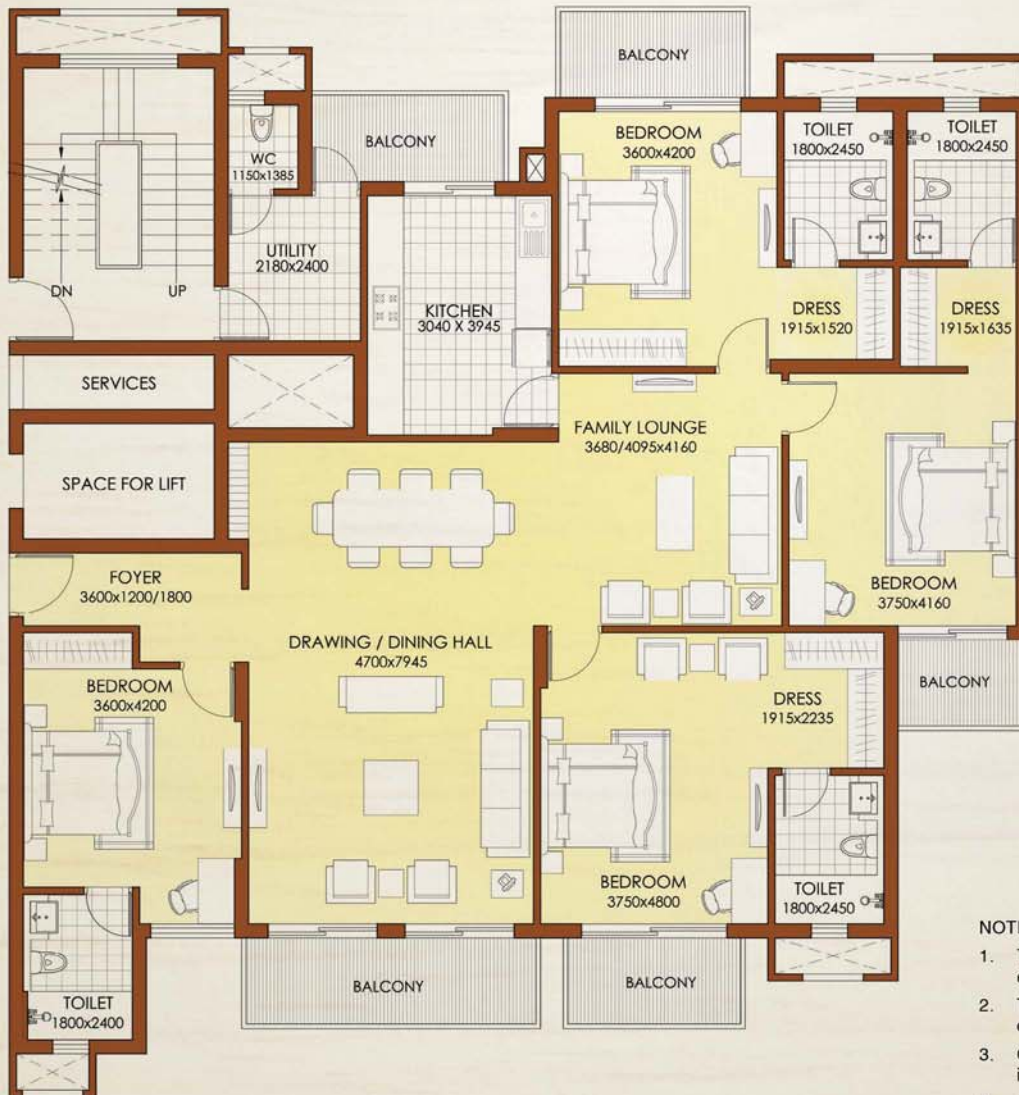 BALCONY
BALCONY
WC
1150x1385
BEDROOM
3600x4200
TOILET
1800x2450
TOILET
1800x2450
UTILITY
2180x2400
DN
UP
KITCHEN
3040 X 3945
DRESS
1915x1520
DRESS
1915x1635
SERVICES
FAMILY LOUNGE
3680/4095x4160
SPACE FOR LIFT
FOYER
3600x1200/1800
BEDROOM
3750x4160
DRAWING / DINING HALL
4700x7945
BEDROOM
3600x4200
DRESS
1915x2235
BALCONY
BEDROOM
3750x4800
TOILET
1800x2450
TOILET
1800x2400
BALCONY
BALCONY
1.
2.
3.